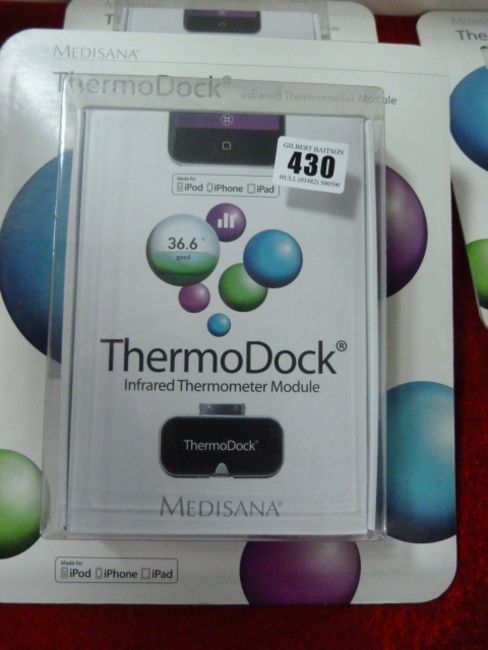 MEDISANA®
ThermoDock® Infrared Thermometer Module
GILBERT BAITSON
430
HULL (01482) 500500
Made for
iPod iPhone iPad
36.6 °
good
ThermoDock®
Infrared Thermometer Module
ThermoDock®
MEDISANA®
Made for
iPod iPhone iPad